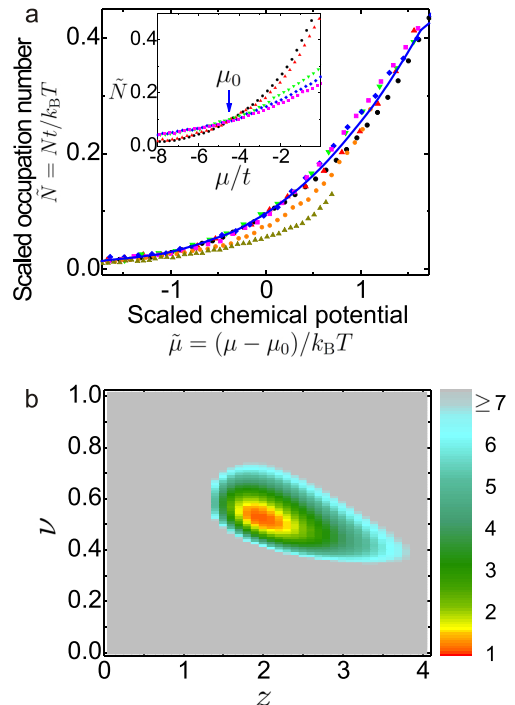 a
Scaled occupation number
Ñ = Nt/k_BT
0.4
0.2
0.0
-1
0
1
Scaled chemical potential
μ̃ = (μ − μ₀)/k_BT
Ñ
0.4
0.2
0.0
-8
-6
-4
-2
μ/t
μ₀
b
ν
1.0
0.8
0.6
0.4
0.2
0.0
0
1
2
3
4
z
≥7
6
5
4
3
2
1